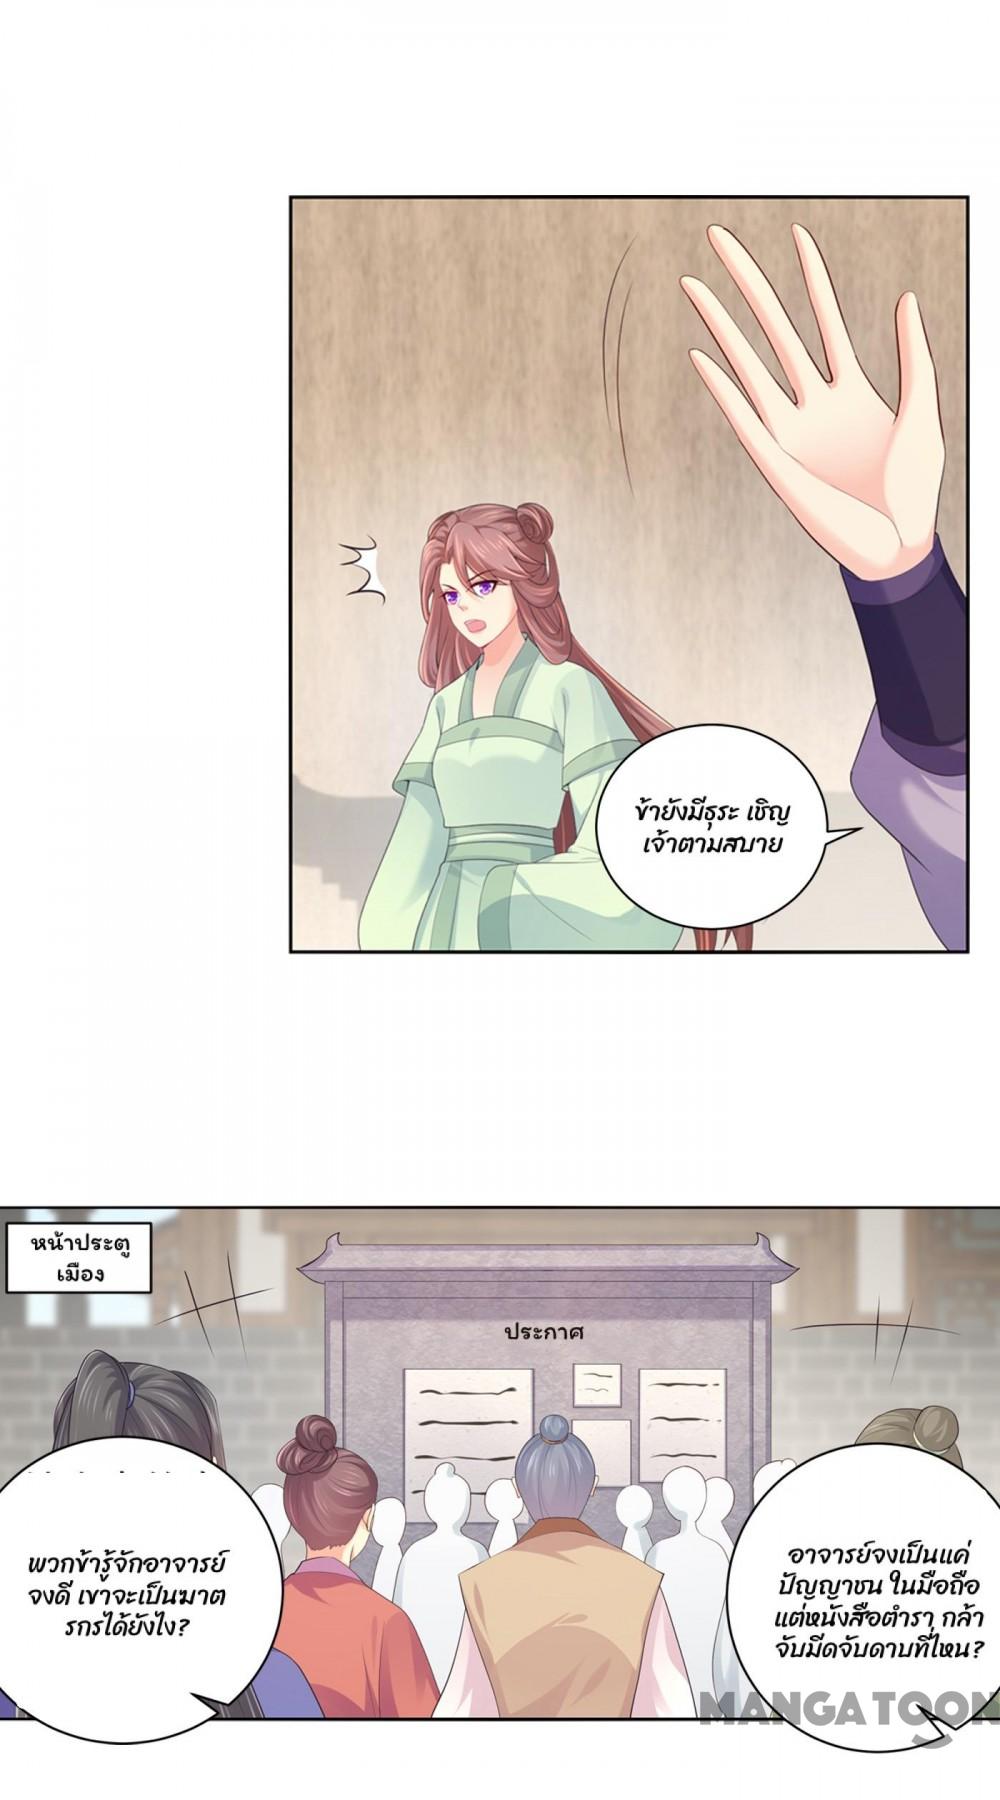 ข้ายังมีธุระ เชิญ
เจ้าตามสบาย
หน้าประตู
เมือง
ประกาศ
พวกข้ารู้จักอาจารย์
จงดี เขาจะเป็นฆาต
รกรได้ยังไง?
อาจารย์จงเป็นแค่
ปัญญาชน ในมือถือ
แต่หนังสือตำรา กล้า
จับมีดจับดาบที่ไหน?
MANGATOON